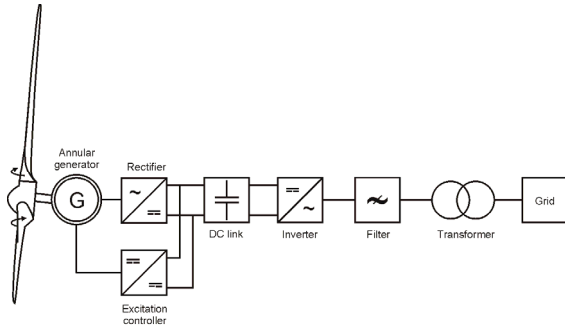 Annular
generator
G
Rectifier
DC link
Inverter
Filter
Transformer
Grid
Excitation
controller